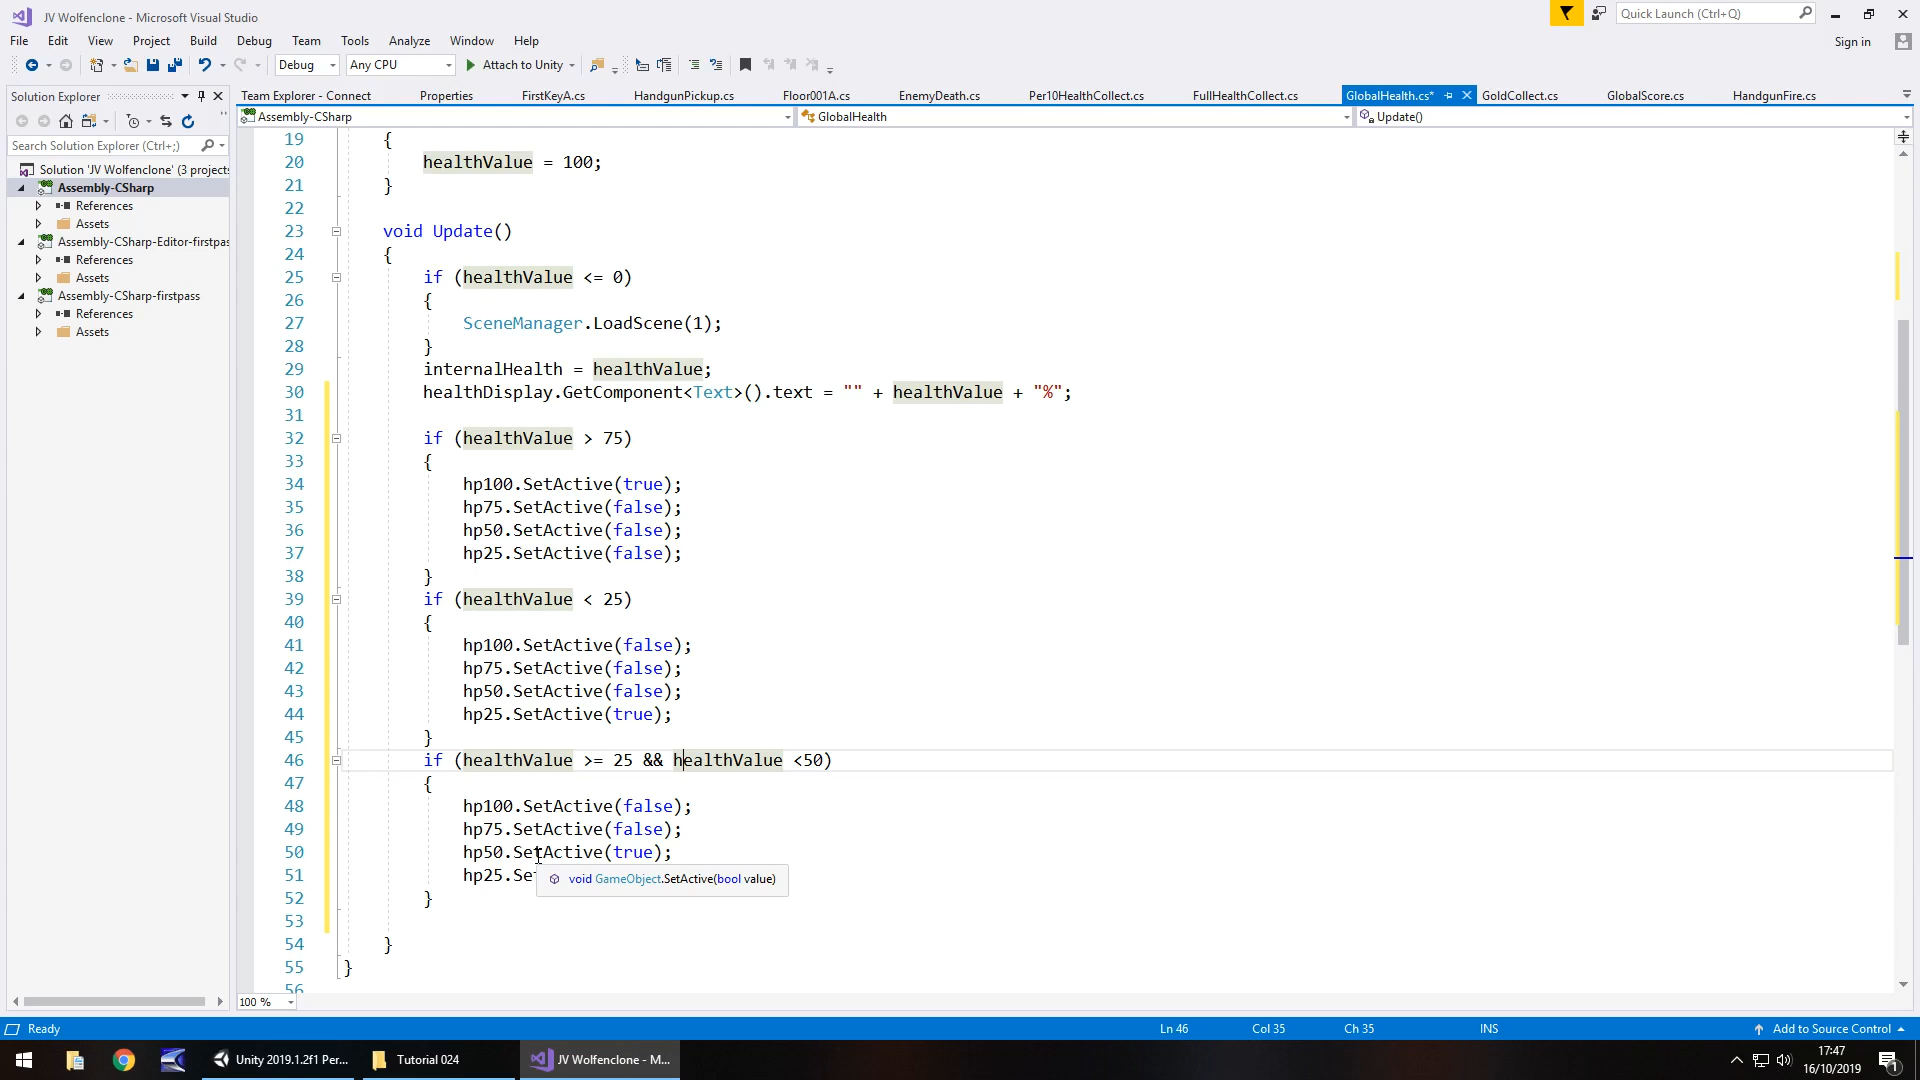 JV Wolfenclone - Microsoft Visual Studio
Quick Launch (Ctrl+Q)
File Edit View Project Build Debug Team Tools Analyze Window Help
Sign in
Debug Any CPU Attach to Unity
Solution Explorer
Team Explorer - Connect Properties FirstKeyA.cs HandgunPickup.cs Floor001A.cs EnemyDeath.cs Per10HealthCollect.cs FullHealthCollect.cs GlobalHealth.cs* GoldCollect.cs GlobalScore.cs HandgunFire.cs
Assembly-CSharp GlobalHealth Update()
Search Solution Explorer (Ctrl+;)
Solution 'JV Wolfenclone' (3 projects
Assembly-CSharp
References
Assets
Assembly-CSharp-Editor-firstpas
References
Assets
Assembly-CSharp-firstpass
References
Assets
19 {
20 healthValue = 100;
21 }
22
23 void Update()
24 {
25 if (healthValue <= 0)
26 {
27 SceneManager.LoadScene(1);
28 }
29 internalHealth = healthValue;
30 healthDisplay.GetComponent<Text>().text = "" + healthValue + "%";
31
32 if (healthValue > 75)
33 {
34 hp100.SetActive(true);
35 hp75.SetActive(false);
36 hp50.SetActive(false);
37 hp25.SetActive(false);
38 }
39 if (healthValue < 25)
40 {
41 hp100.SetActive(false);
42 hp75.SetActive(false);
43 hp50.SetActive(false);
44 hp25.SetActive(true);
45 }
46 if (healthValue >= 25 && healthValue <50)
47 {
48 hp100.SetActive(false);
49 hp75.SetActive(false);
50 hp50.SetActive(true);
51 hp25.Set
void GameObject.SetActive(bool value)
52 }
53
54 }
55 }
56
100 %
Ready Ln 46 Col 35 Ch 35 INS Add to Source Control
Unity 2019.1.2f1 Per... Tutorial 024 JV Wolfenclone - M...
17:47
16/10/2019
1